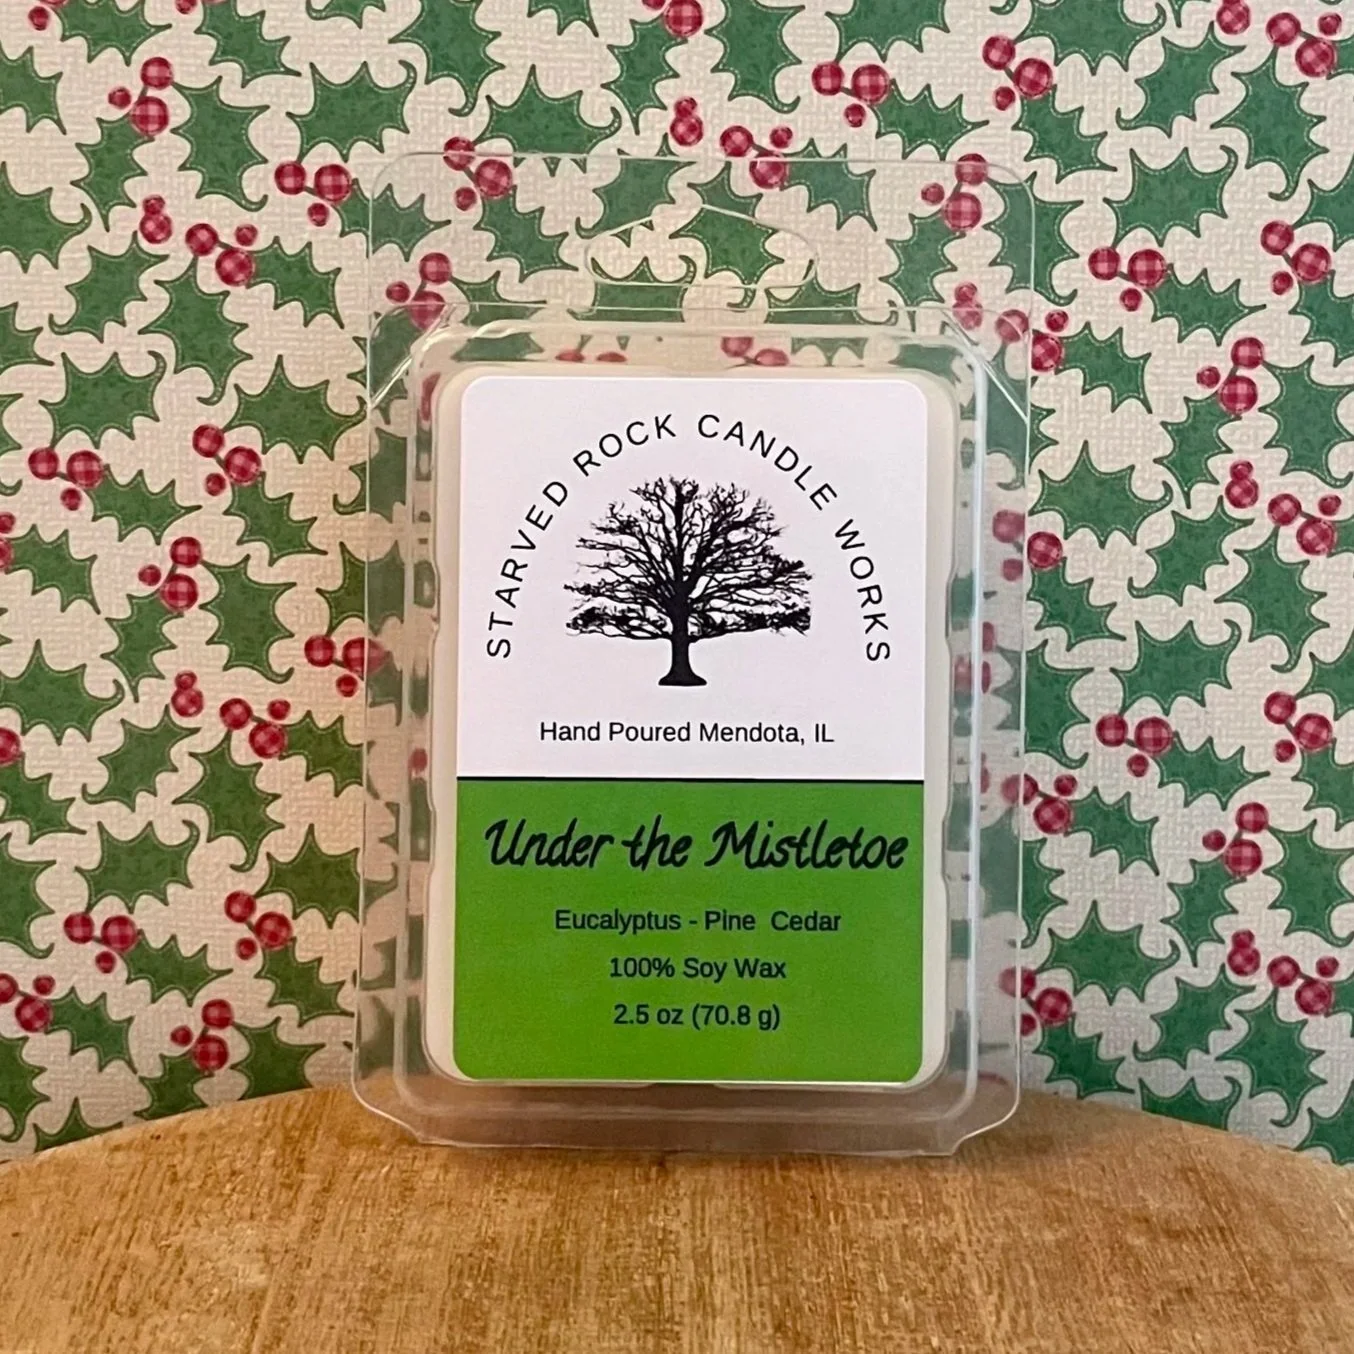 STARVED ROCK CANDLE WORKS
Hand Poured Mendota, IL
Under the Mistletoe
Eucalyptus - Pine  Cedar
100% Soy Wax
2.5 oz (70.8 g)